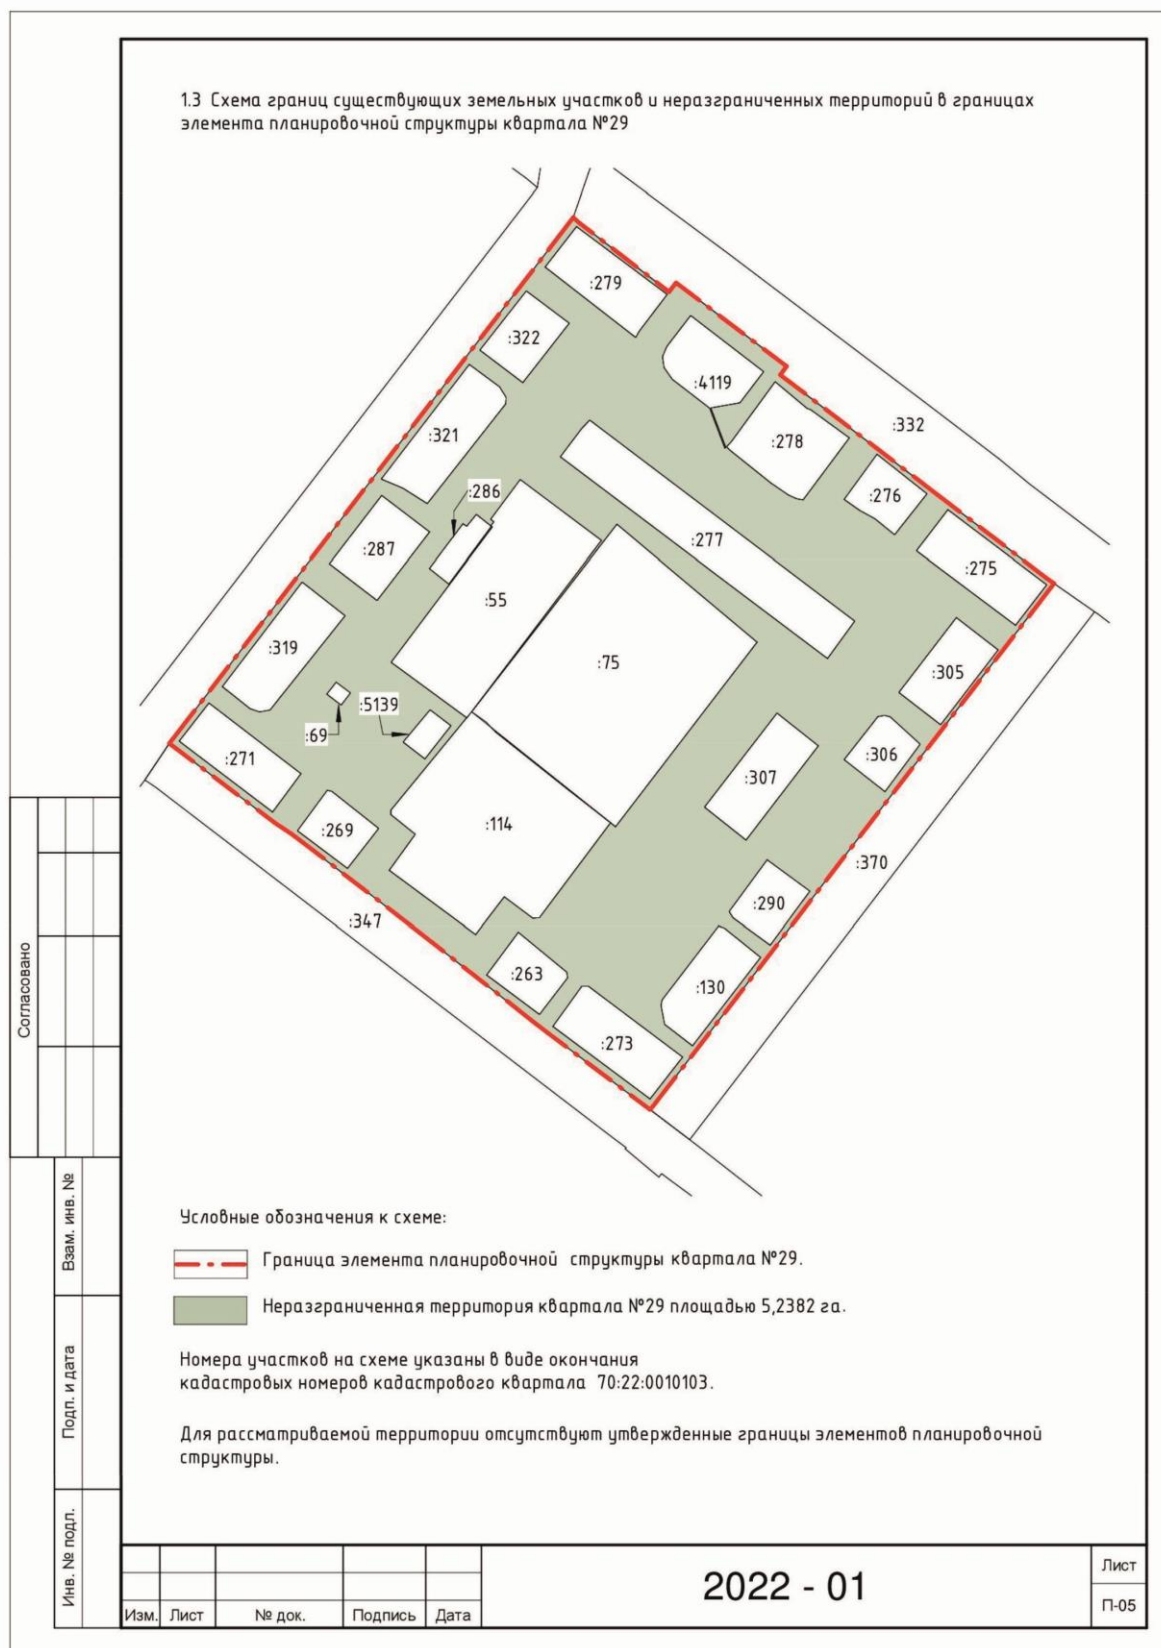 1.3 Схема границ существующих земельных участков и неразграниченных территорий в границах
элемента планировочной структуры квартала №29
:279
:322
:4119
:332
:321
:278
:286
:276
:277
:287
:275
:55
:319
:75
:305
:5139
:69
:271
:306
:307
:114
:269
:370
:290
:347
:263
:130
:273
Условные обозначения к схеме:
Граница элемента планировочной структуры квартала №29.
Неразграниченная территория квартала №29 площадью 5,2382 га.
Номера участков на схеме указаны в виде окончания
кадастровых номеров кадастрового квартала 70:22:0010103.
Для рассматриваемой территории отсутствуют утвержденные границы элементов планировочной
структуры.
Согласовано
Взам. инв. №
Подп. и дата
Инв. № подл.
Изм. Лист № док. Подпись Дата
2022 - 01
Лист
П-05